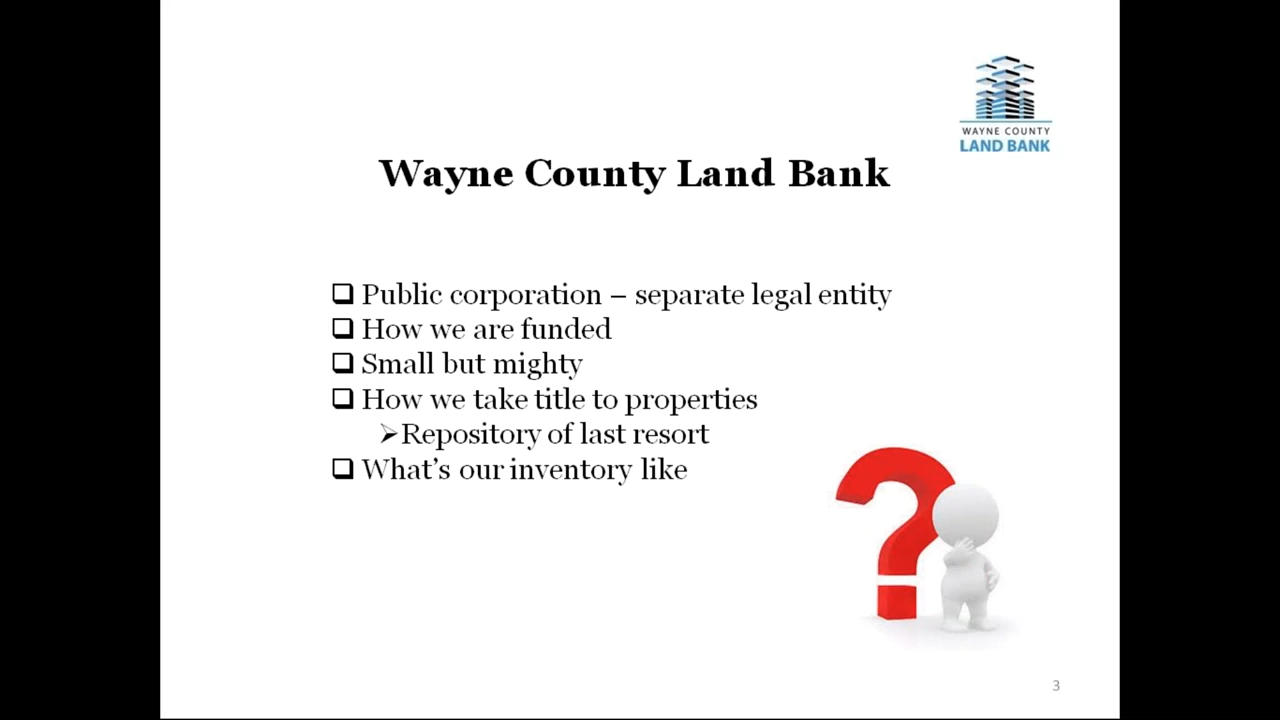 WAYNE COUNTY
LAND BANK
Wayne County Land Bank
❑ Public corporation – separate legal entity
❑ How we are funded
❑ Small but mighty
❑ How we take title to properties
➢Repository of last resort
❑ What’s our inventory like
3